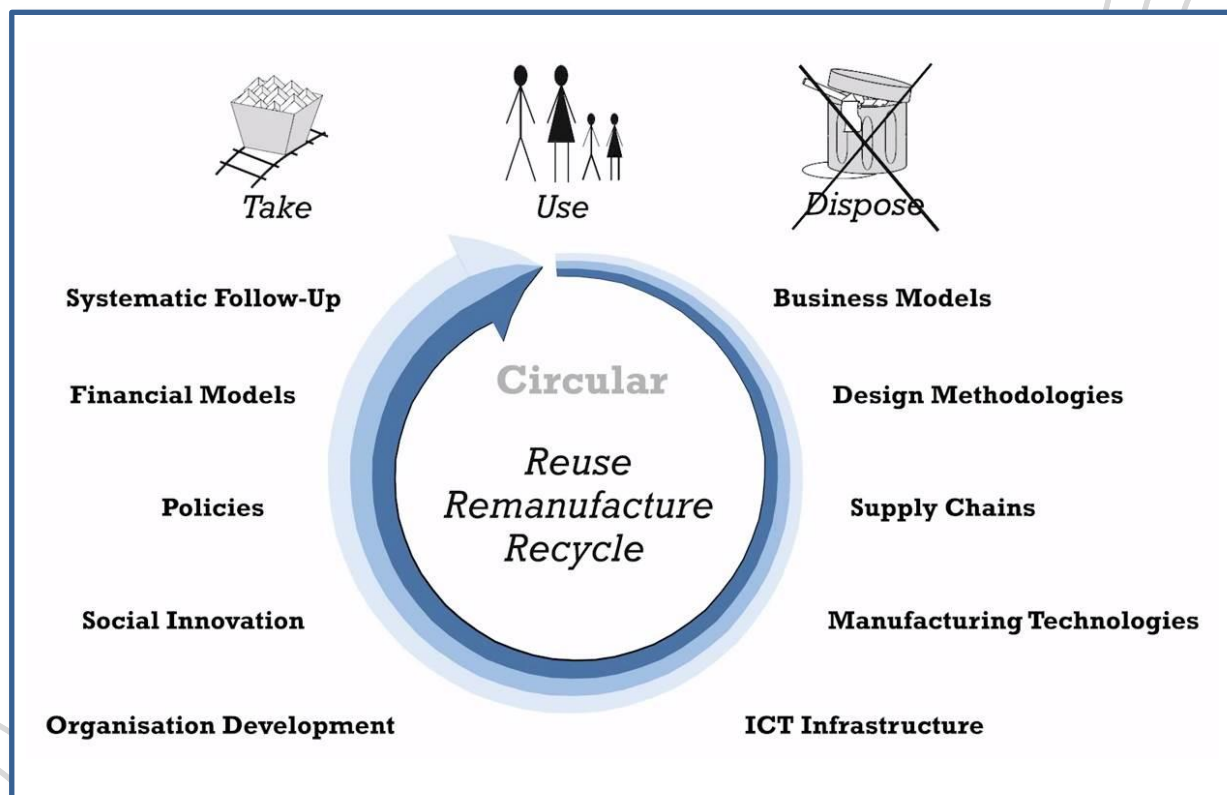 Take
Use
Dispose
Systematic Follow-Up
Business Models
Financial Models
Circular
Design Methodologies
Reuse
Remanufacture
Recycle
Policies
Supply Chains
Social Innovation
Manufacturing Technologies
Organisation Development
ICT Infrastructure